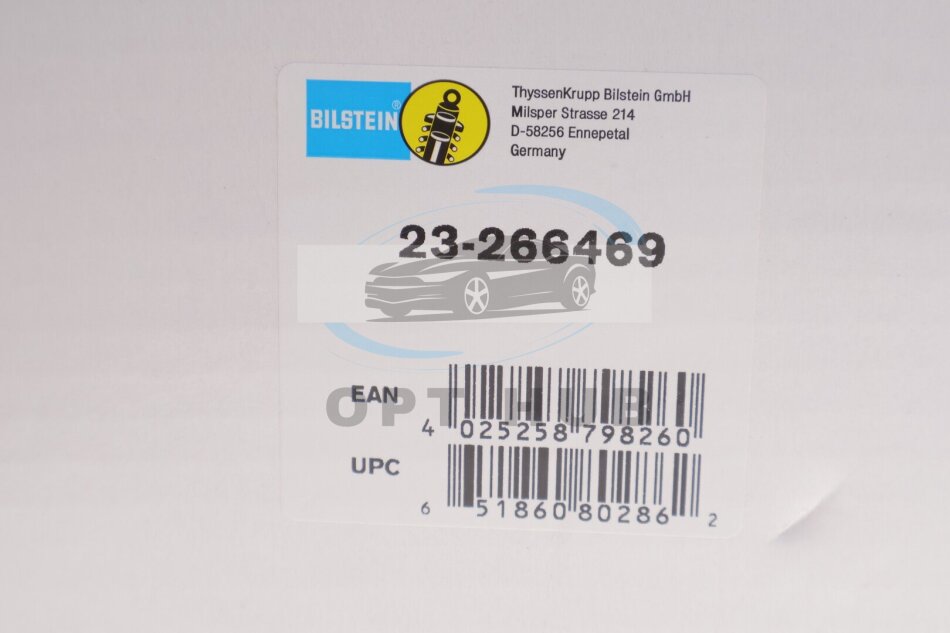 BILSTEIN®
ThyssenKrupp Bilstein GmbH
Milsper Strasse 214
D-58256 Ennepetal
Germany
23-266469
EAN
4 025258 798260
OPT HUB
UPC
6 51860 80286 2